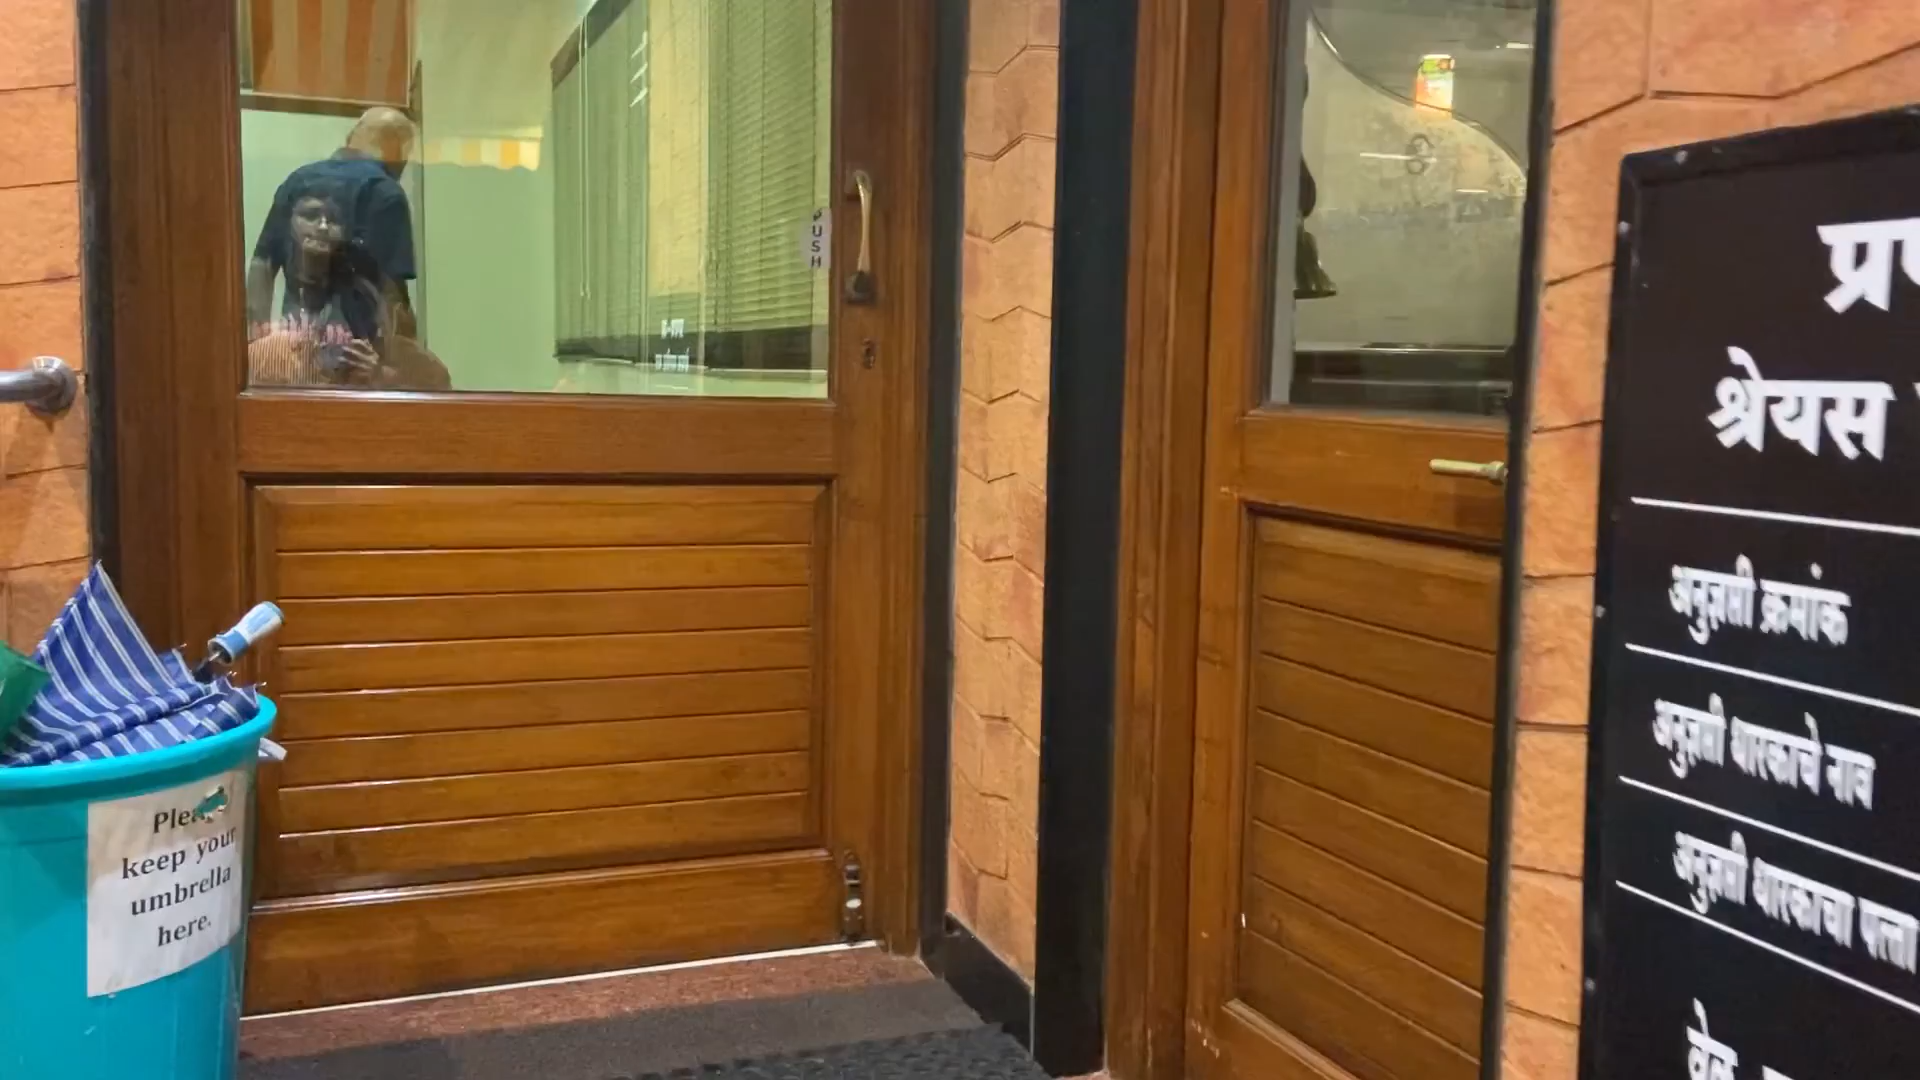 PUSH
Please
keep your
umbrella
here.
श्रेयस
अनुज्ञप्ती क्रमांक
अनुज्ञप्ती धारकाचे नाव
अनुज्ञप्ती धारकाचा पत्ता
वेळ